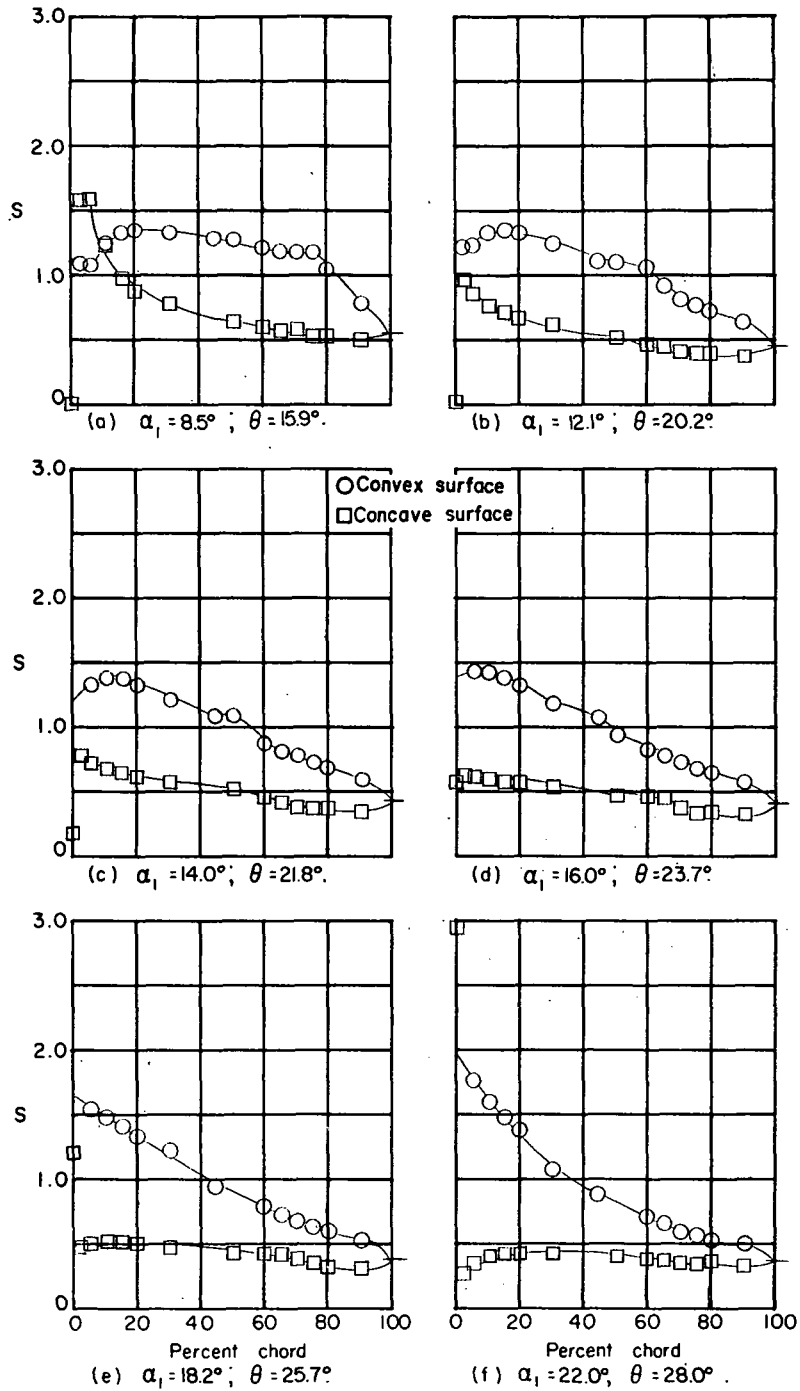 3.0
2.0
S
1.0
0
(a) α₁ = 8.5° ; θ = 15.9°.
(b) α₁ = 12.1° ; θ = 20.2°.
3.0
○ Convex surface
□ Concave surface
2.0
S
1.0
0
(c) α₁ = 14.0° ; θ = 21.8°.
(d) α₁ = 16.0° ; θ = 23.7°.
3.0
2.0
S
1.0
0
0 20 40 60 80 100
0 20 40 60 80 100
Percent chord
Percent chord
(e) α₁ = 18.2° ; θ = 25.7°.
(f) α₁ = 22.0°, θ = 28.0° .